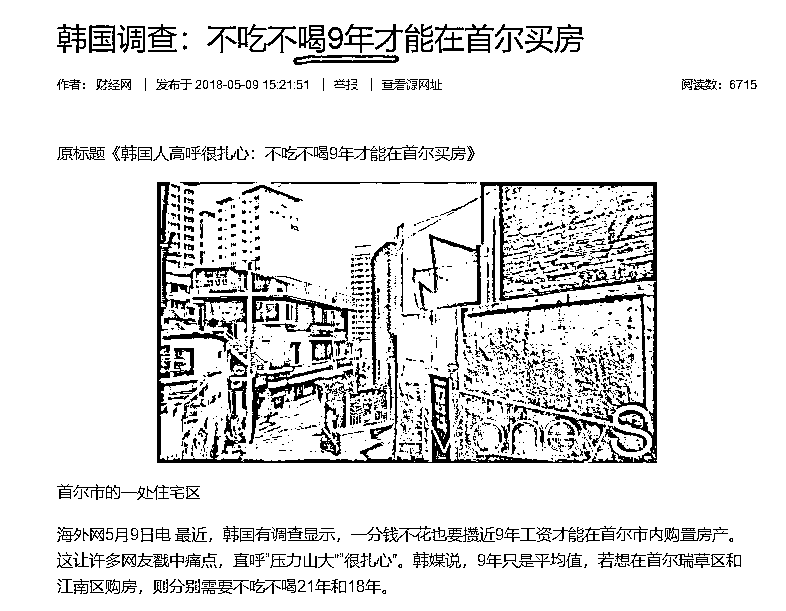 韩国调查：不吃不喝9年才能在首尔买房
作者： 财经网 | 发布于 2018-05-09 15:21:51 | 举报 | 查看源网址 阅读数：6715
原标题《韩国人高呼很扎心：不吃不喝9年才能在首尔买房》
MoneyS
首尔市的一处住宅区
海外网5月9日电 最近，韩国有调查显示，一分钱不花也要攒近9年工资才能在首尔市内购置房产。
这让许多网友戳中痛点，直呼“压力山大”“很扎心”。韩媒说，9年只是平均值，若想在首尔瑞草区和
江南区购房，则分别需要不吃不喝21年和18年。